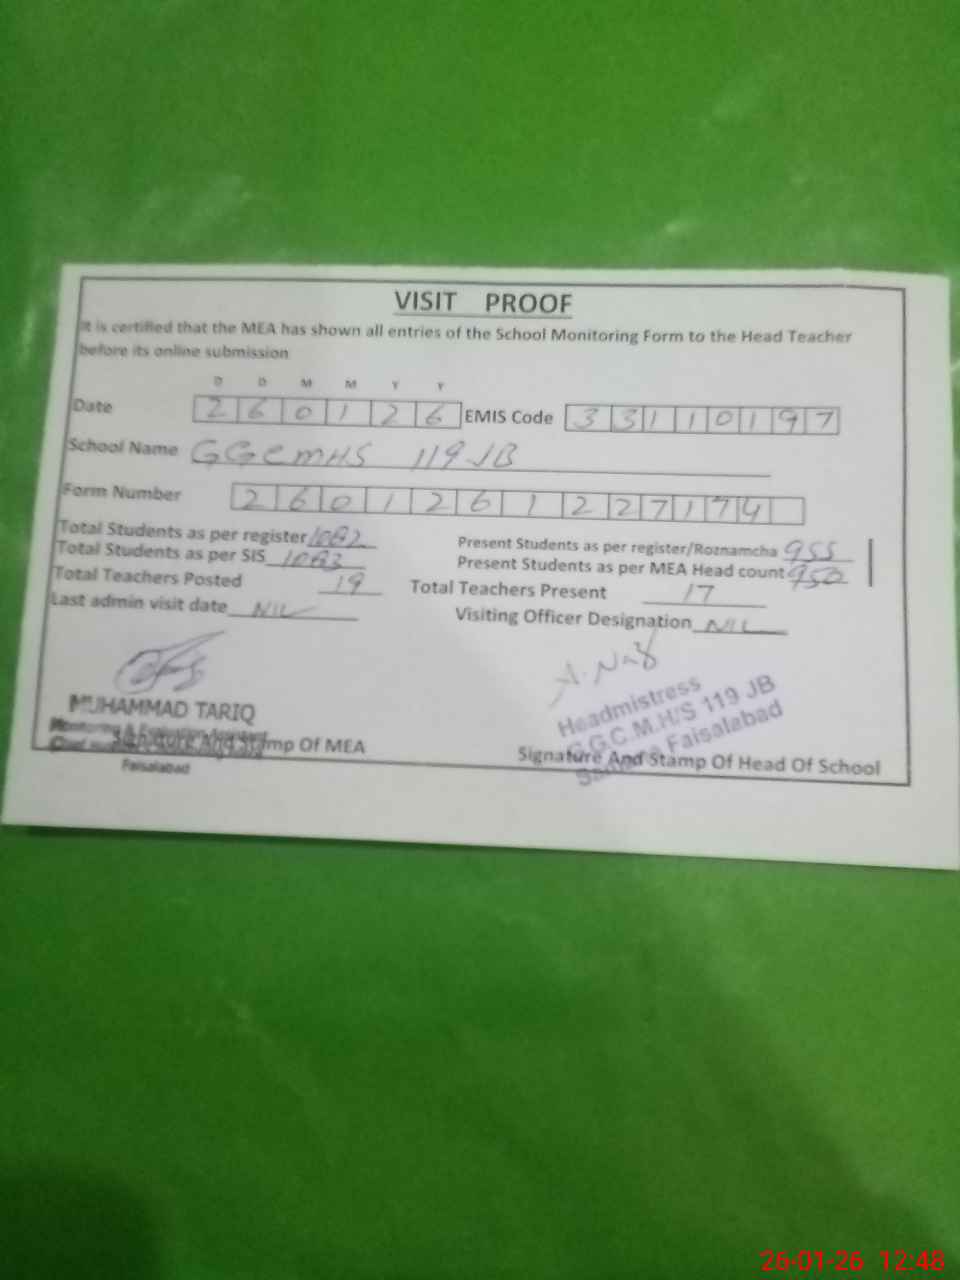 VISIT PROOF
It is certified that the MEA has shown all entries of the School Monitoring Form to the Head Teacher
before its online submission
D D M M Y Y
Date 2 6 0 1 2 6 EMIS Code 3 3 1 1 0 1 9 7
School Name GGCMHS 119 JB
Form Number 2 6 0 1 2 6 1 2 2 7 1 7 4
Total Students as per register Present Students as per register/Roznamcha 955
Total Students as per SIS Present Students as per MEA Head count 950
Total Teachers Posted 19 Total Teachers Present 17
Last admin visit date NIL Visiting Officer Designation NIL
A. Naz
MUHAMMAD TARIQ
Monitoring & Evaluation Assistant
Faisalabad
Signature And Stamp Of MEA
Headmistress
G.G.C.M.H/S 119 JB
Faisalabad
Signature And Stamp Of Head Of School
26-01-26 12:48